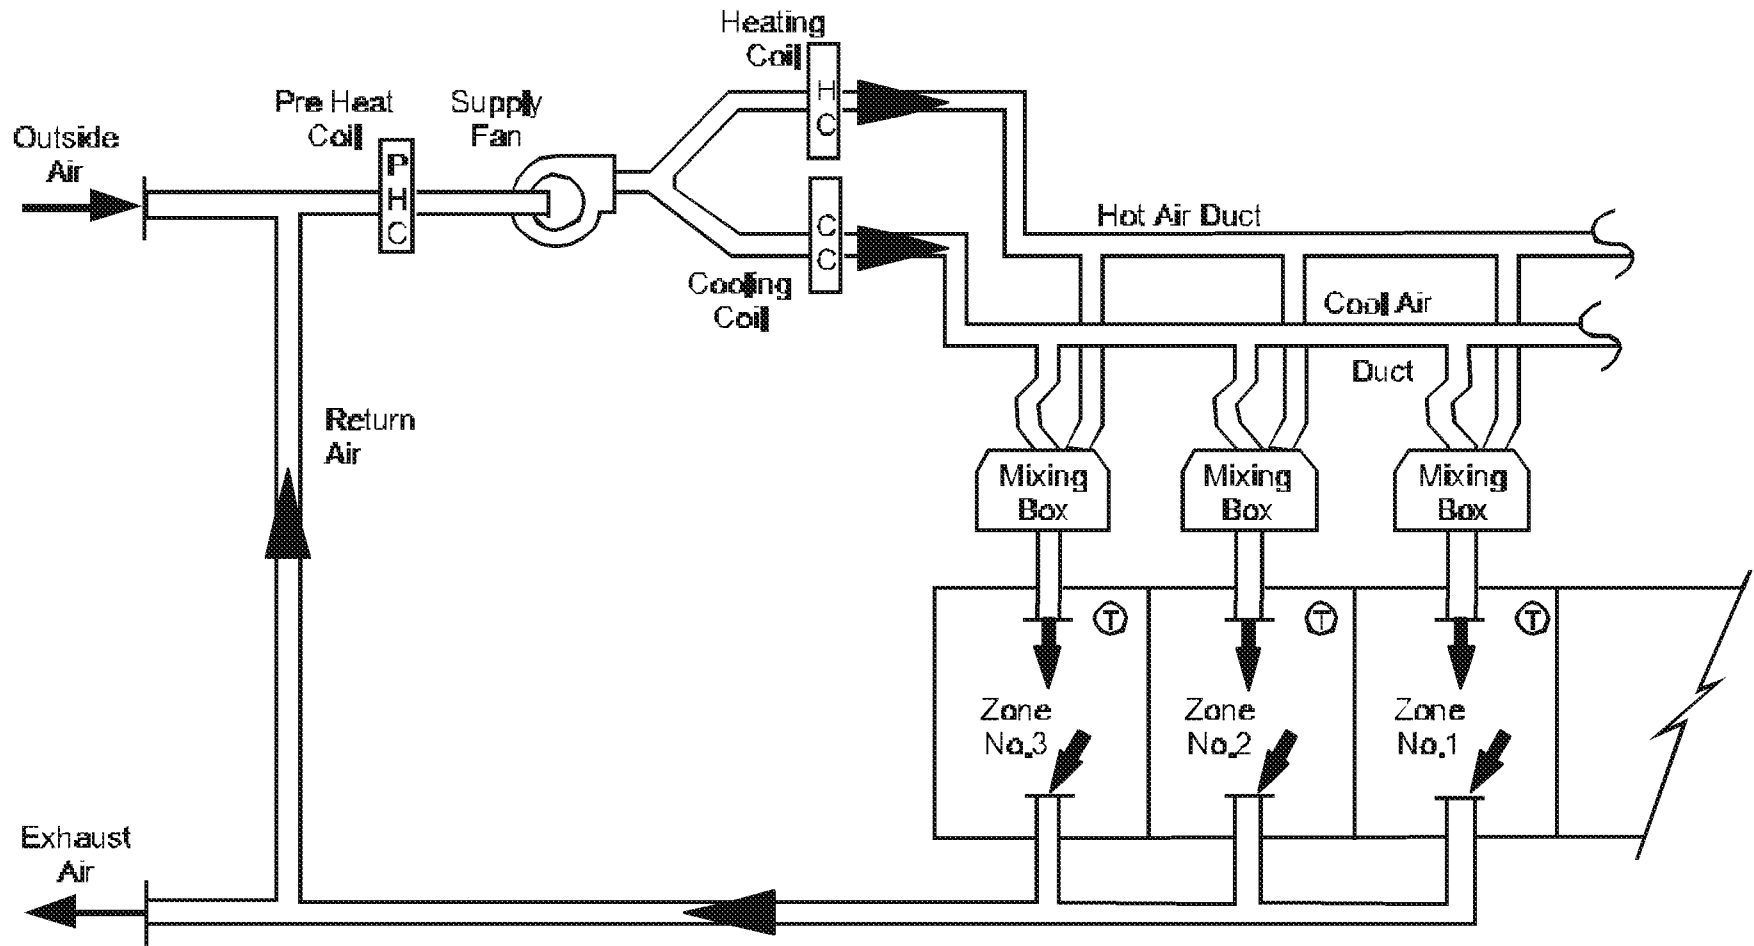 Heating
Coil
Pre Heat
Coil
Supply
Fan
Outside
Air
P
H
C
H
C
C
C
Cooling
Coil
Hot Air Duct
Cool Air
Duct
Return
Air
Mixing
Box
Mixing
Box
Mixing
Box
T
T
T
Zone
No.3
Zone
No.2
Zone
No.1
Exhaust
Air